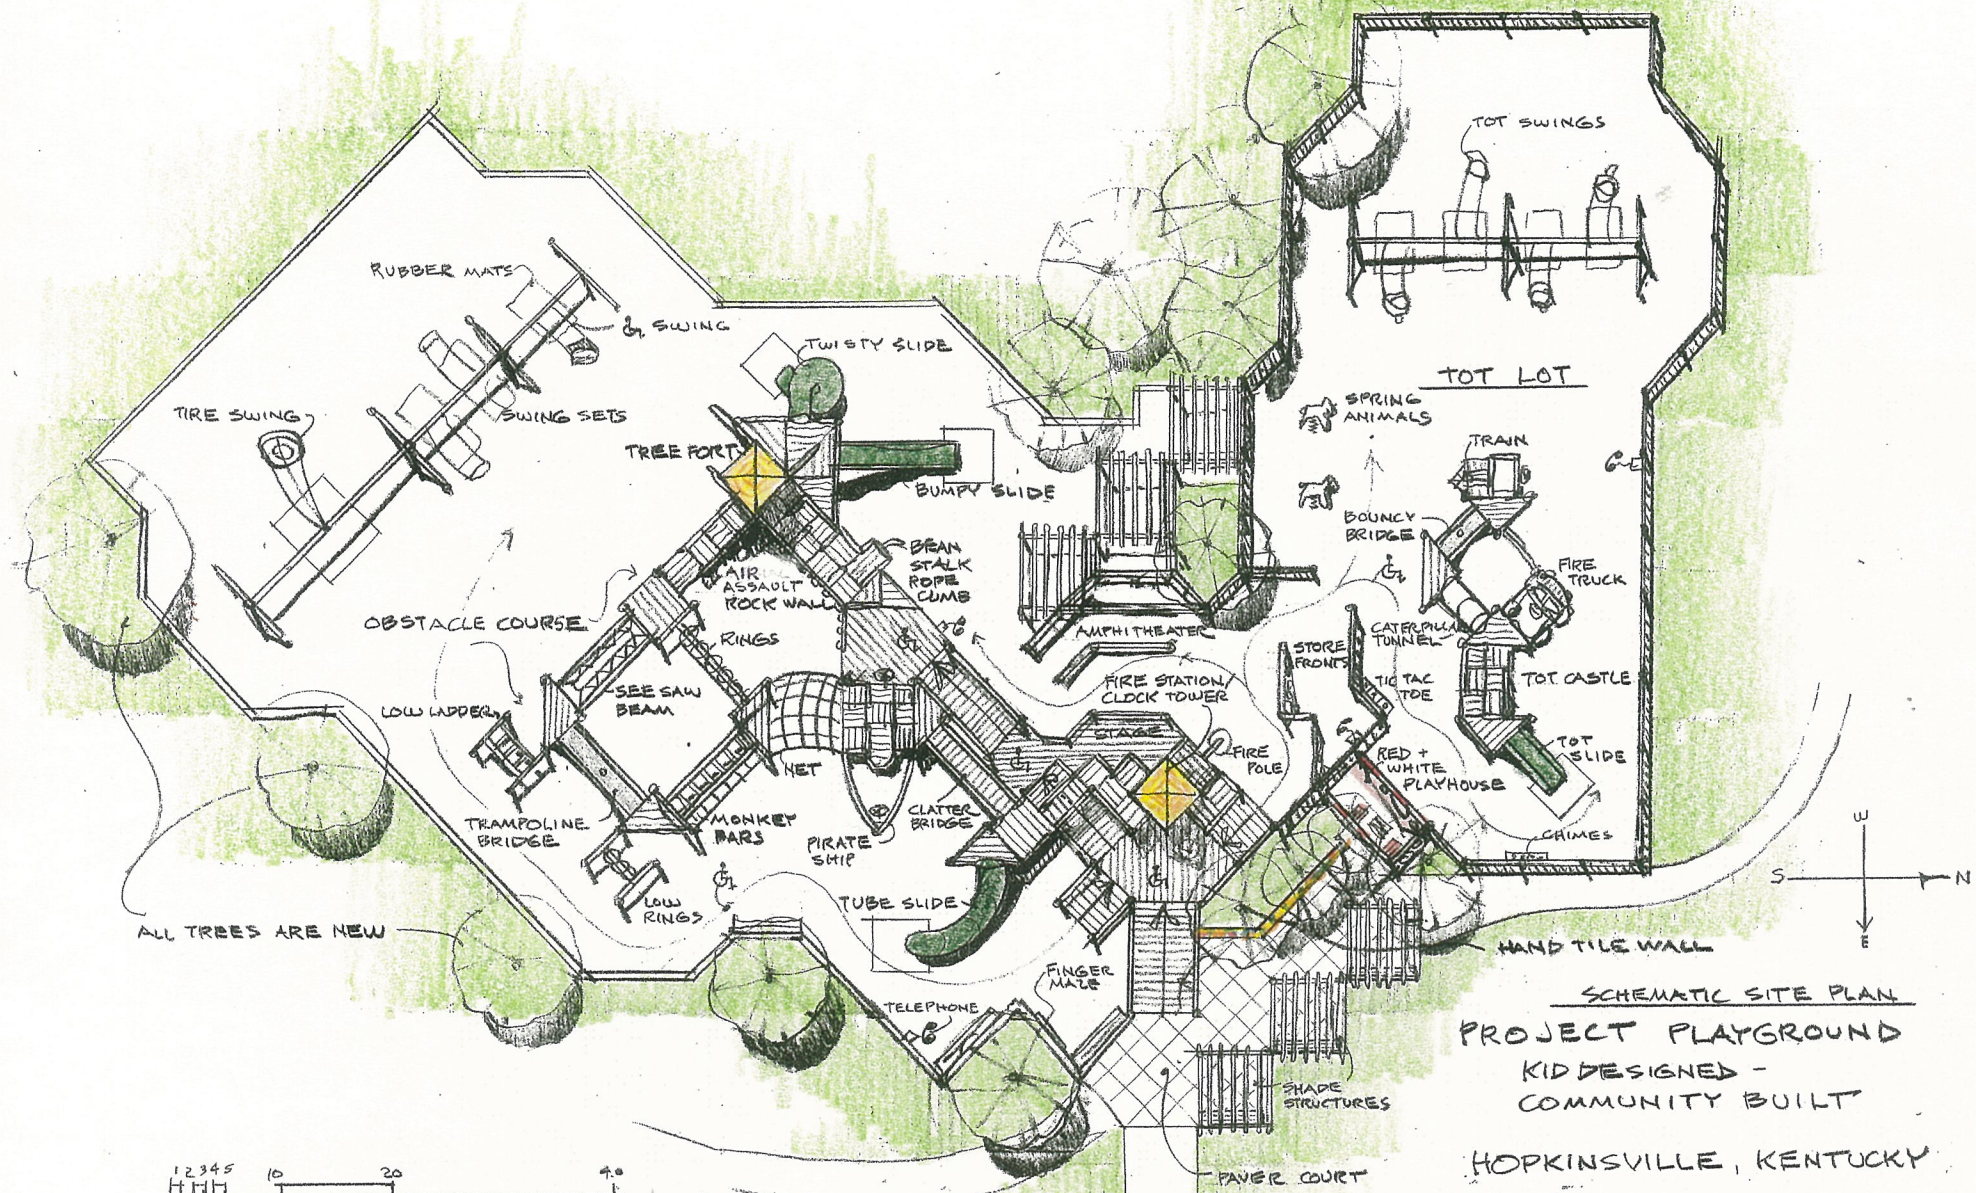 TOT SWINGS
RUBBER MATS
SWING
TWISTY SLIDE
TOT LOT
TIRE SWING
SWING SETS
SPRING
ANIMALS
TREE FORT
TRAIN
BUMPY SLIDE
BOUNCY
BRIDGE
BEAN
STALK
ROPE
CLIMB
AIR
ASSAULT
ROCK WALL
FIRE
TRUCK
OBSTACLE COURSE
RINGS
AMPHITHEATER
CATERPILLAR
TUNNEL
STORE
FRONTS
SEE SAW
BEAM
FIRE STATION/
CLOCK TOWER
TIC TAC
TOE
TOT CASTLE
LOW LADDER
STAGE
NET
FIRE
POLE
RED +
WHITE
PLAYHOUSE
TOT
SLIDE
TRAMPOLINE
BRIDGE
MONKEY
BARS
PIRATE
SHIP
CLATTER
BRIDGE
CHIMES
W
S
N
E
LOW
RINGS
TUBE SLIDE
ALL TREES ARE NEW
HAND TILE WALL
FINGER
MAZE
TELEPHONE
SCHEMATIC SITE PLAN
PROJECT PLAYGROUND
KID DESIGNED -
COMMUNITY BUILT
SHADE
STRUCTURES
HOPKINSVILLE, KENTUCKY
PAVER COURT
1 2 3 4 5 10 20 40